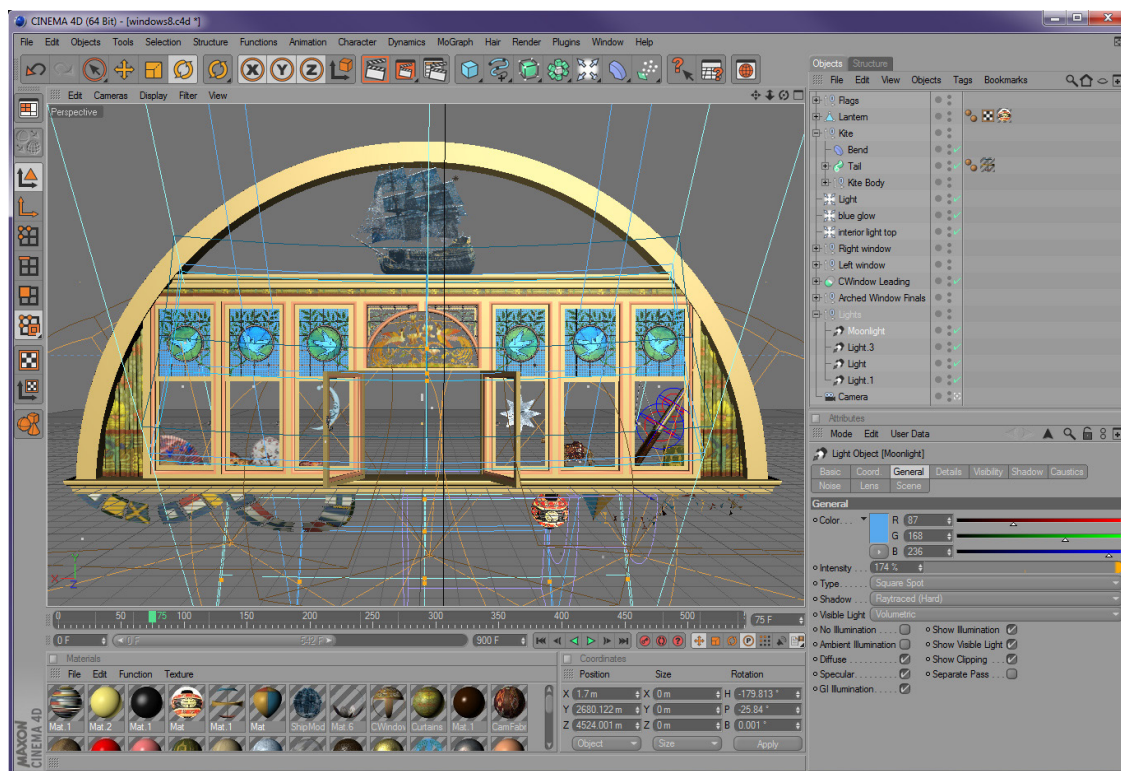 CINEMA 4D (64 Bit) - [windows8.c4d *]
File Edit Objects Tools Selection Structure Functions Animation Character Dynamics MoGraph Hair Render Plugins Window Help
Edit Cameras Display Filter View
Perspective
X Y Z
0 50 75 100 150 200 250 300 350 400 450 500 75 F
0 F 0 F 542 F 900 F
Materials
File Edit Function Texture
Mat.1 Mat.2 Mat.1 Mat Mat.1 Mat ShipMod Mat.6 CWindov Curtains Mat.1 CamFabr
MAXON
CINEMA 4D
Coordinates
Position Size Rotation
X 1.7 m X 0 m H -179.813 °
Y 2680.122 m Y 0 m P -25.84 °
Z 4524.001 m Z 0 m B 0.001 °
Object Size Apply
Objects Structure
File Edit View Objects Tags Bookmarks
Flags
Lantern
Kite
Bend
Tail
Kite Body
Light
blue glow
interior light top
Right window
Left window
CWindow Leading
Arched Window Finals
Lights
Moonlight
Light.3
Light
Light.1
Camera
Attributes
Mode Edit User Data
Light Object [Moonlight]
Basic Coord. General Details Visibility Shadow Caustics
Noise Lens Scene
General
Color R 87
G 168
B 236
Intensity 174 %
Type Square Spot
Shadow Raytraced (Hard)
Visible Light Volumetric
No Illumination Show Illumination
Ambient Illumination Show Visible Light
Diffuse Show Clipping
Specular Separate Pass
GI Illumination